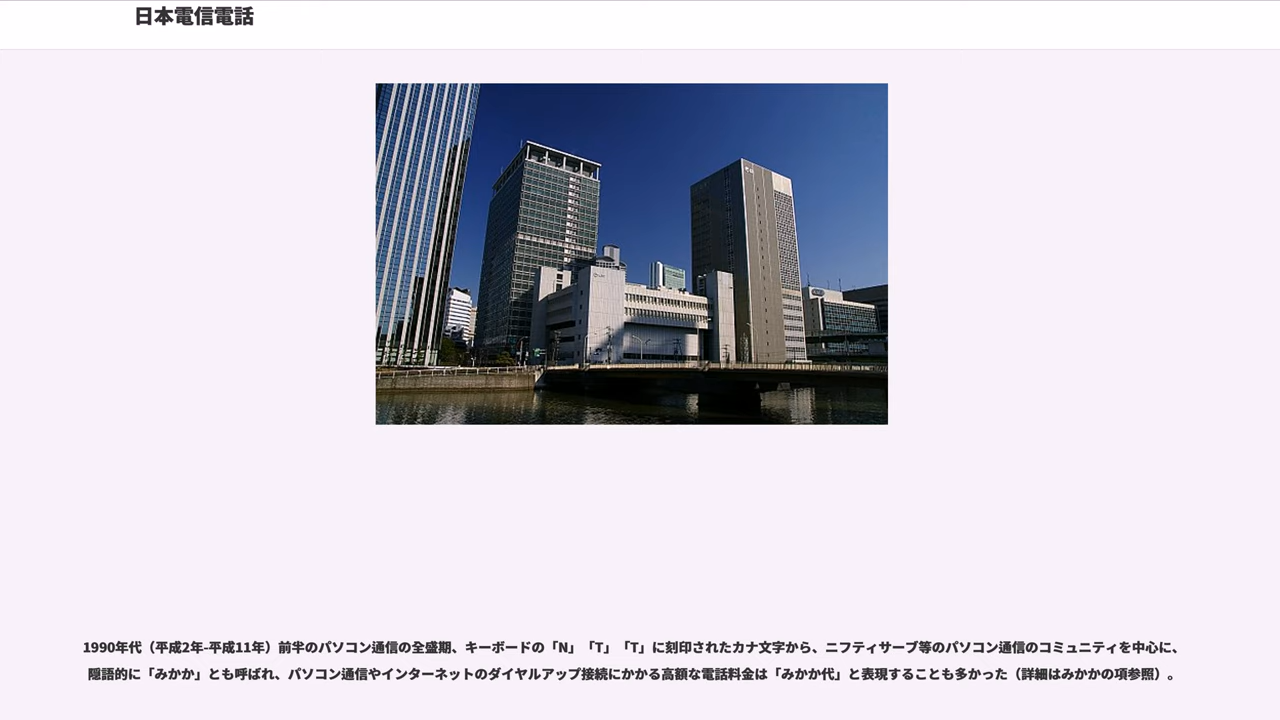 日本電信電話
1990年代（平成2年-平成11年）前半のパソコン通信の全盛期、キーボードの「N」「T」「T」に刻印されたカナ文字から、ニフティサーブ等のパソコン通信のコミュニティを中心に、
隠語的に「みかか」とも呼ばれ、パソコン通信やインターネットのダイヤルアップ接続にかかる高額な電話料金は「みかか代」と表現することも多かった（詳細はみかかの項参照）。